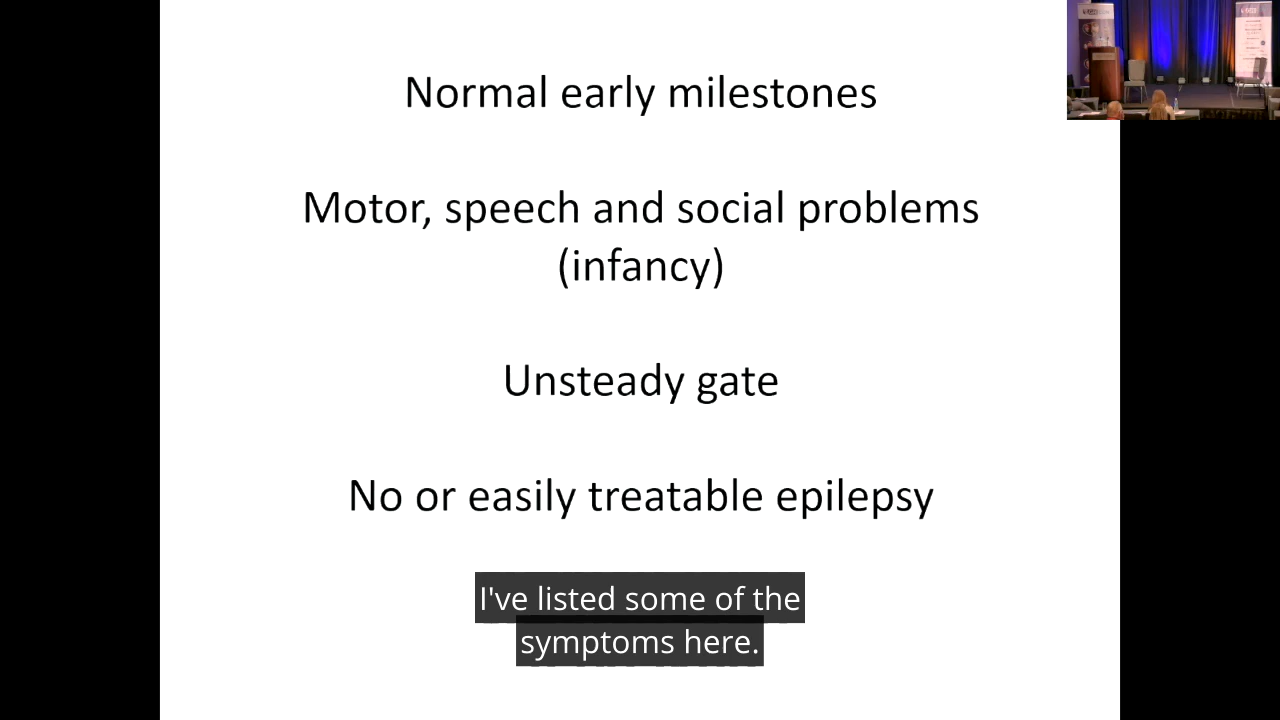 Normal early milestones
Motor, speech and social problems
(infancy)
Unsteady gate
No or easily treatable epilepsy
I've listed some of the
symptoms here.